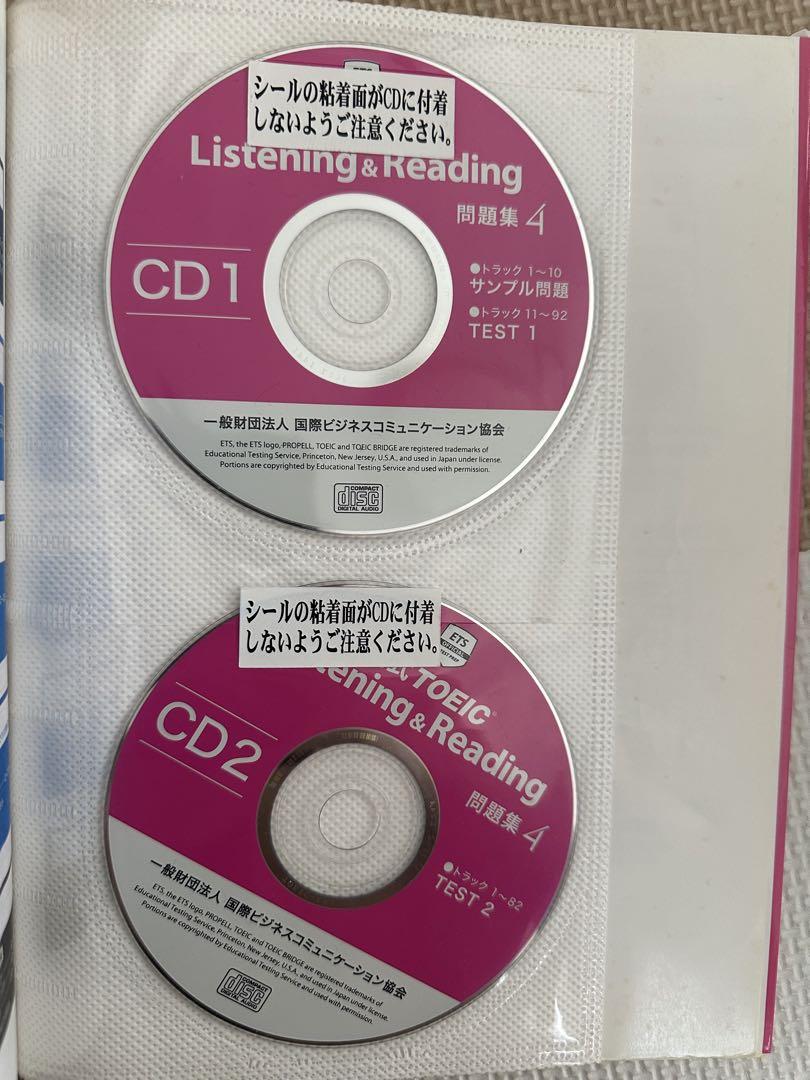 シールの粘着面がCDに付着
しないようご注意ください。
Listening & Reading
問題集 4
CD 1
●トラック 1〜10
サンプル問題
●トラック 11〜92
TEST 1
一般財団法人 国際ビジネスコミュニケーション協会
ETS, the ETS logo, PROPELL, TOEIC and TOEIC BRIDGE are registered trademarks of
Educational Testing Service, Princeton, New Jersey, U.S.A., and used in Japan under license.
Portions are copyrighted by Educational Testing Service and used with permission.
COMPACT
disc
DIGITAL AUDIO
シールの粘着面がCDに付着
しないようご注意ください。
ETS
OFFICIAL
TEST PREP
TOEIC®
tening & Reading
CD 2
問題集 4
●トラック 1〜82
TEST 2
一般財団法人 国際ビジネスコミュニケーション協会
ETS, the ETS logo, PROPELL, TOEIC and TOEIC BRIDGE are registered trademarks of
Educational Testing Service, Princeton, New Jersey, U.S.A., and used in Japan under license.
Portions are copyrighted by Educational Testing Service and used with permission.
COMPACT
disc
DIGITAL AUDIO